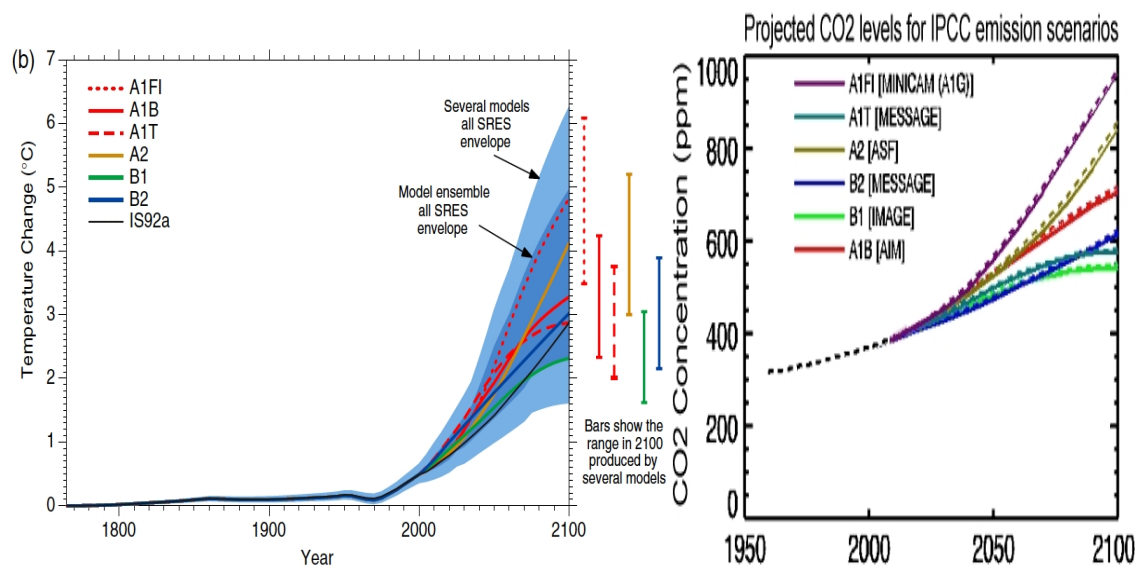 (b)
7
6
5
4
3
2
1
0
Temperature Change (°C)
A1FI
A1B
A1T
A2
B1
B2
IS92a
Several models
all SRES
envelope
Model ensemble
all SRES
envelope
Bars show the
range in 2100
produced by
several models
1800
1900
2000
2100
Year
Projected CO2 levels for IPCC emission scenarios
1000
800
600
400
200
0
CO2 Concentration (ppm)
A1FI [MINICAM (A1G)]
A1T [MESSAGE]
A2 [ASF]
B2 [MESSAGE]
B1 [IMAGE]
A1B [AIM]
1950
2000
2050
2100